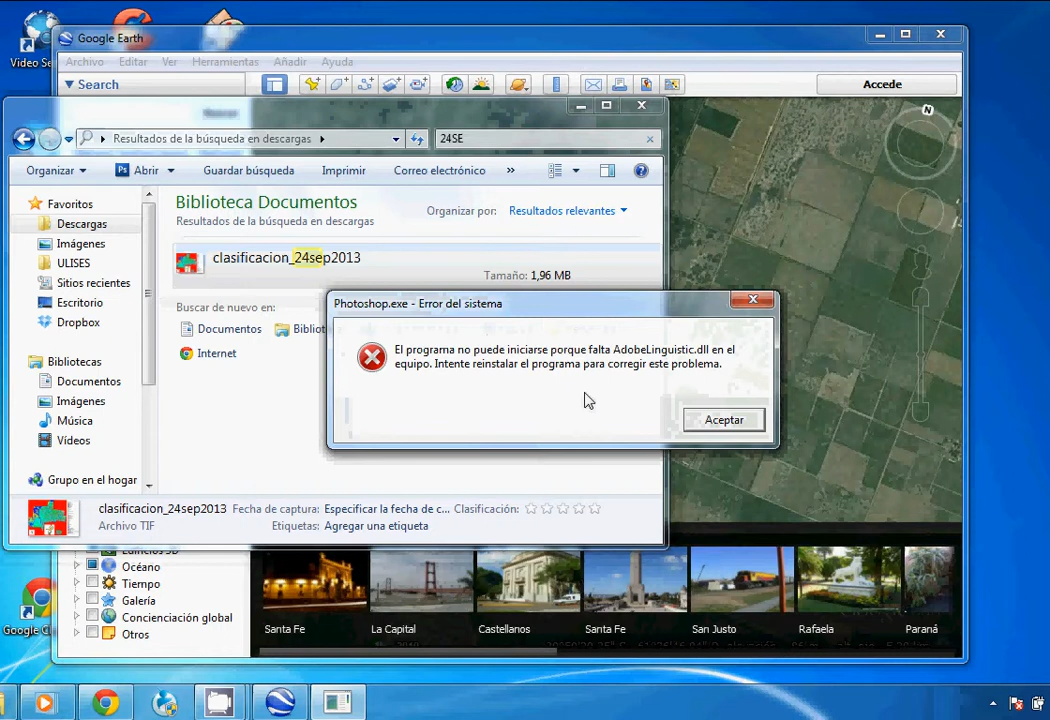 Video Se
Google Earth
Archivo Editar Ver Herramientas Añadir Ayuda
Search
Accede
N
Resultados de la búsqueda en descargas
24SE
Organizar
Ps Abrir
Guardar búsqueda
Imprimir
Correo electrónico
»
Favoritos
Descargas
Imágenes
ULISES
Sitios recientes
Escritorio
Dropbox
Bibliotecas
Documentos
Imágenes
Música
Vídeos
Grupo en el hogar
Biblioteca Documentos
Resultados de la búsqueda en descargas
Organizar por: Resultados relevantes
clasificacion_24sep2013
Tamaño: 1,96 MB
Buscar de nuevo en:
Documentos
Bibliot
Internet
Photoshop.exe - Error del sistema
El programa no puede iniciarse porque falta AdobeLinguistic.dll en el
equipo. Intente reinstalar el programa para corregir este problema.
Aceptar
clasificacion_24sep2013 Fecha de captura: Especificar la fecha de c... Clasificación:
Archivo TIF Etiquetas: Agregar una etiqueta
Edificios 3D
Océano
Tiempo
Galería
Concienciación global
Otros
Google C
Santa Fe
La Capital
Castellanos
Santa Fe
San Justo
Rafaela
Paraná